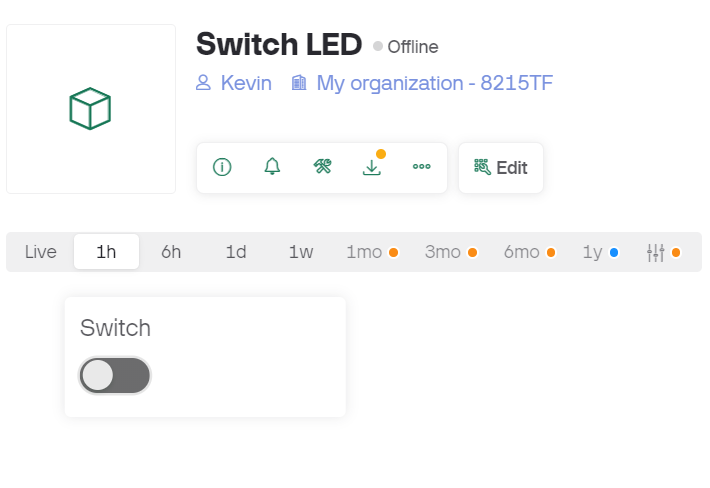 Switch LED Offline
Kevin My organization - 8215TF
Edit
Live 1h 6h 1d 1w 1mo 3mo 6mo 1y
Switch